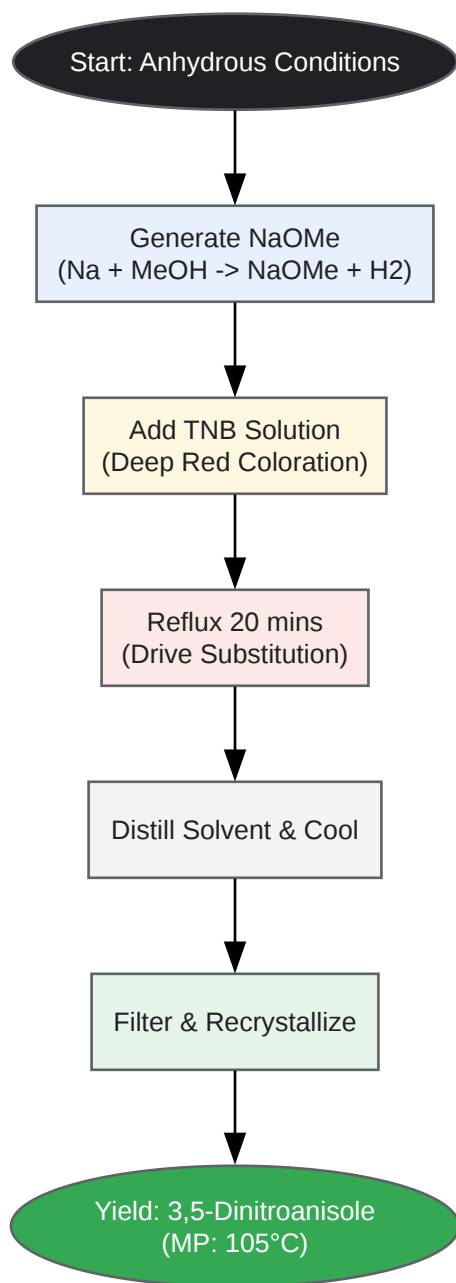 Start: Anhydrous Conditions
Generate NaOMe
(Na + MeOH -> NaOMe + H2)
Add TNB Solution
(Deep Red Coloration)
Reflux 20 mins
(Drive Substitution)
Distill Solvent & Cool
Filter & Recrystallize
Yield: 3,5-Dinitroanisole
(MP: 105°C)